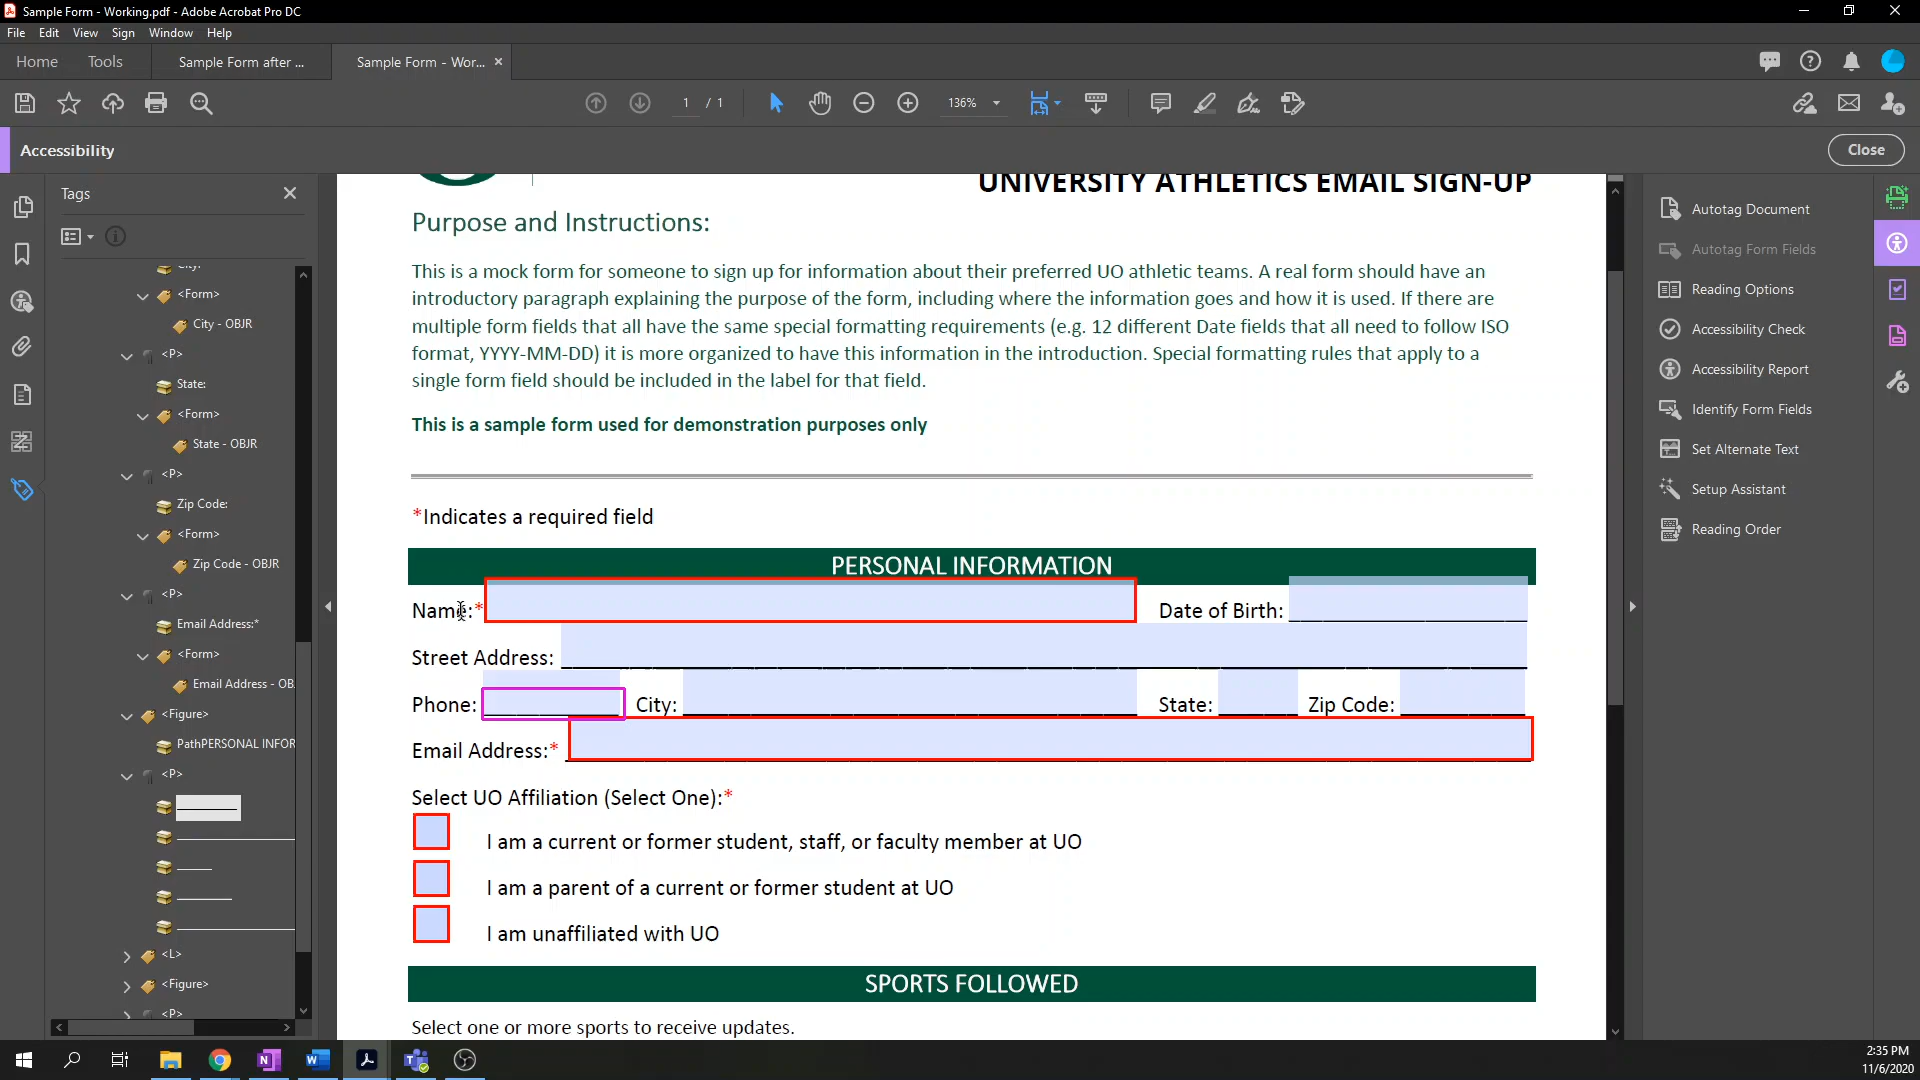 Sample Form - Working.pdf - Adobe Acrobat Pro DC
File Edit View Sign Window Help
Home Tools Sample Form after ... Sample Form - Wor...
1 / 1 136%
Accessibility
Close
Tags
City:
<Form>
City - OBJR
<P>
State:
<Form>
State - OBJR
<P>
Zip Code:
<Form>
Zip Code - OBJR
<P>
Email Address:*
<Form>
Email Address - OB
<Figure>
PathPERSONAL INFOR
<P>
<L>
<Figure>
<P>
UNIVERSITY ATHLETICS EMAIL SIGN-UP
Purpose and Instructions:
This is a mock form for someone to sign up for information about their preferred UO athletic teams. A real form should have an
introductory paragraph explaining the purpose of the form, including where the information goes and how it is used. If there are
multiple form fields that all have the same special formatting requirements (e.g. 12 different Date fields that all need to follow ISO
format, YYYY-MM-DD) it is more organized to have this information in the introduction. Special formatting rules that apply to a
single form field should be included in the label for that field.
This is a sample form used for demonstration purposes only
*Indicates a required field
PERSONAL INFORMATION
Name:* Date of Birth:
Street Address:
Phone: City: State: Zip Code:
Email Address:*
Select UO Affiliation (Select One):*
I am a current or former student, staff, or faculty member at UO
I am a parent of a current or former student at UO
I am unaffiliated with UO
SPORTS FOLLOWED
Select one or more sports to receive updates.
Autotag Document
Autotag Form Fields
Reading Options
Accessibility Check
Accessibility Report
Identify Form Fields
Set Alternate Text
Setup Assistant
Reading Order
2:35 PM
11/6/2020